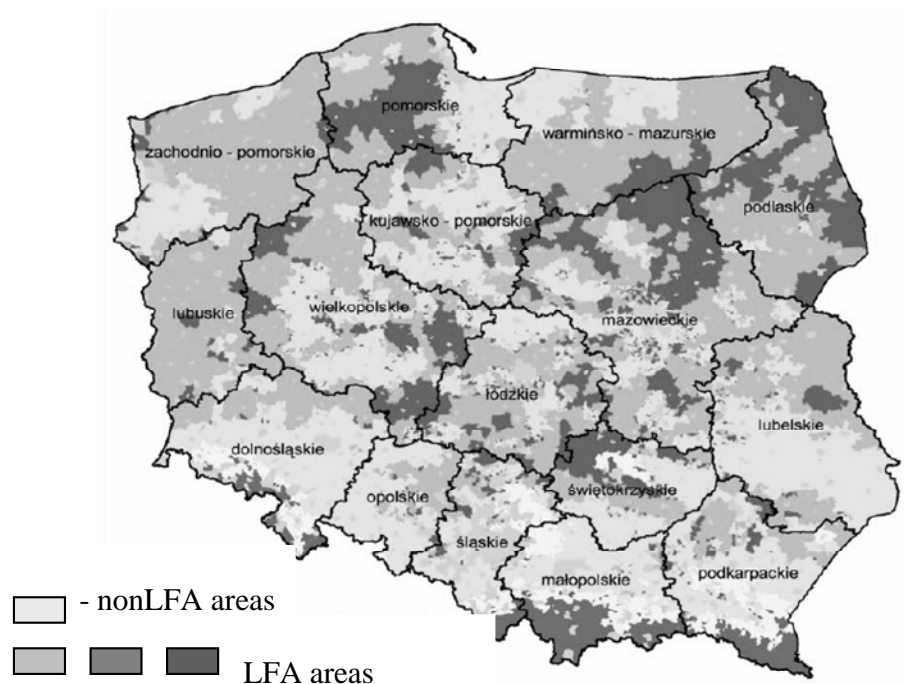 pomorskie
warmińsko - mazurskie
zachodnio - pomorskie
podlaskie
kujawsko - pomorskie
lubuskie
wielkopolskie
mazowieckie
łódzkie
lubelskie
dolnośląskie
opolskie
świętokrzyskie
śląskie
małopolskie
podkarpackie
- nonLFA areas
LFA areas